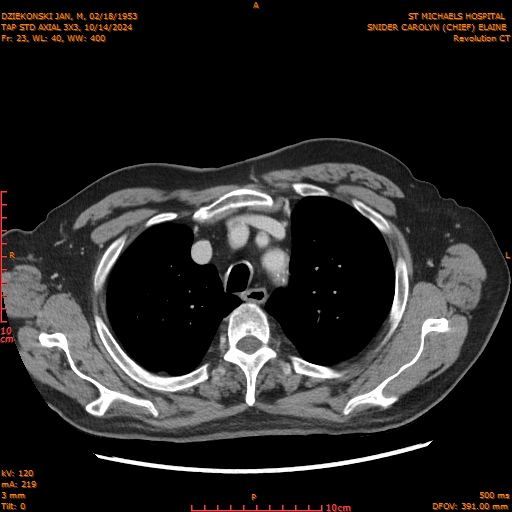 A
DZIEKONSKI JAN, M, 02/18/1953
TAP STD AXIAL 3X3, 10/14/2024
Fr: 23, WL: 40, WW: 400
ST MICHAELS HOSPITAL
SNIDER CAROLYN (CHIEF) ELAINE
Revolution CT
R
L
10
cm
kV: 120
mA: 219
3 mm
Tilt: 0
P
10cm
500 ms
DFOV: 391.00 mm